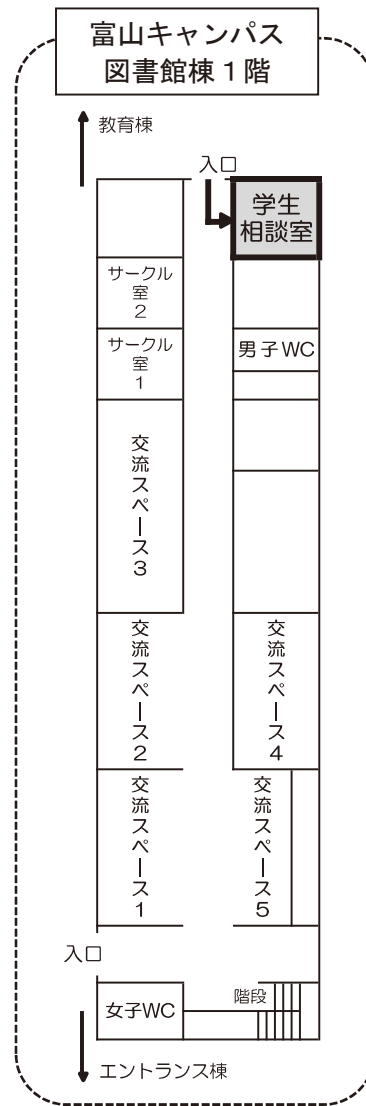 富山キャンパス
図書館棟１階
教育棟
入口
学生
相談室
サークル
室
2
サークル
室
1
男子WC
交流スペース3
交流スペース2
交流スペース4
交流スペース1
交流スペース5
入口
女子WC
階段
エントランス棟